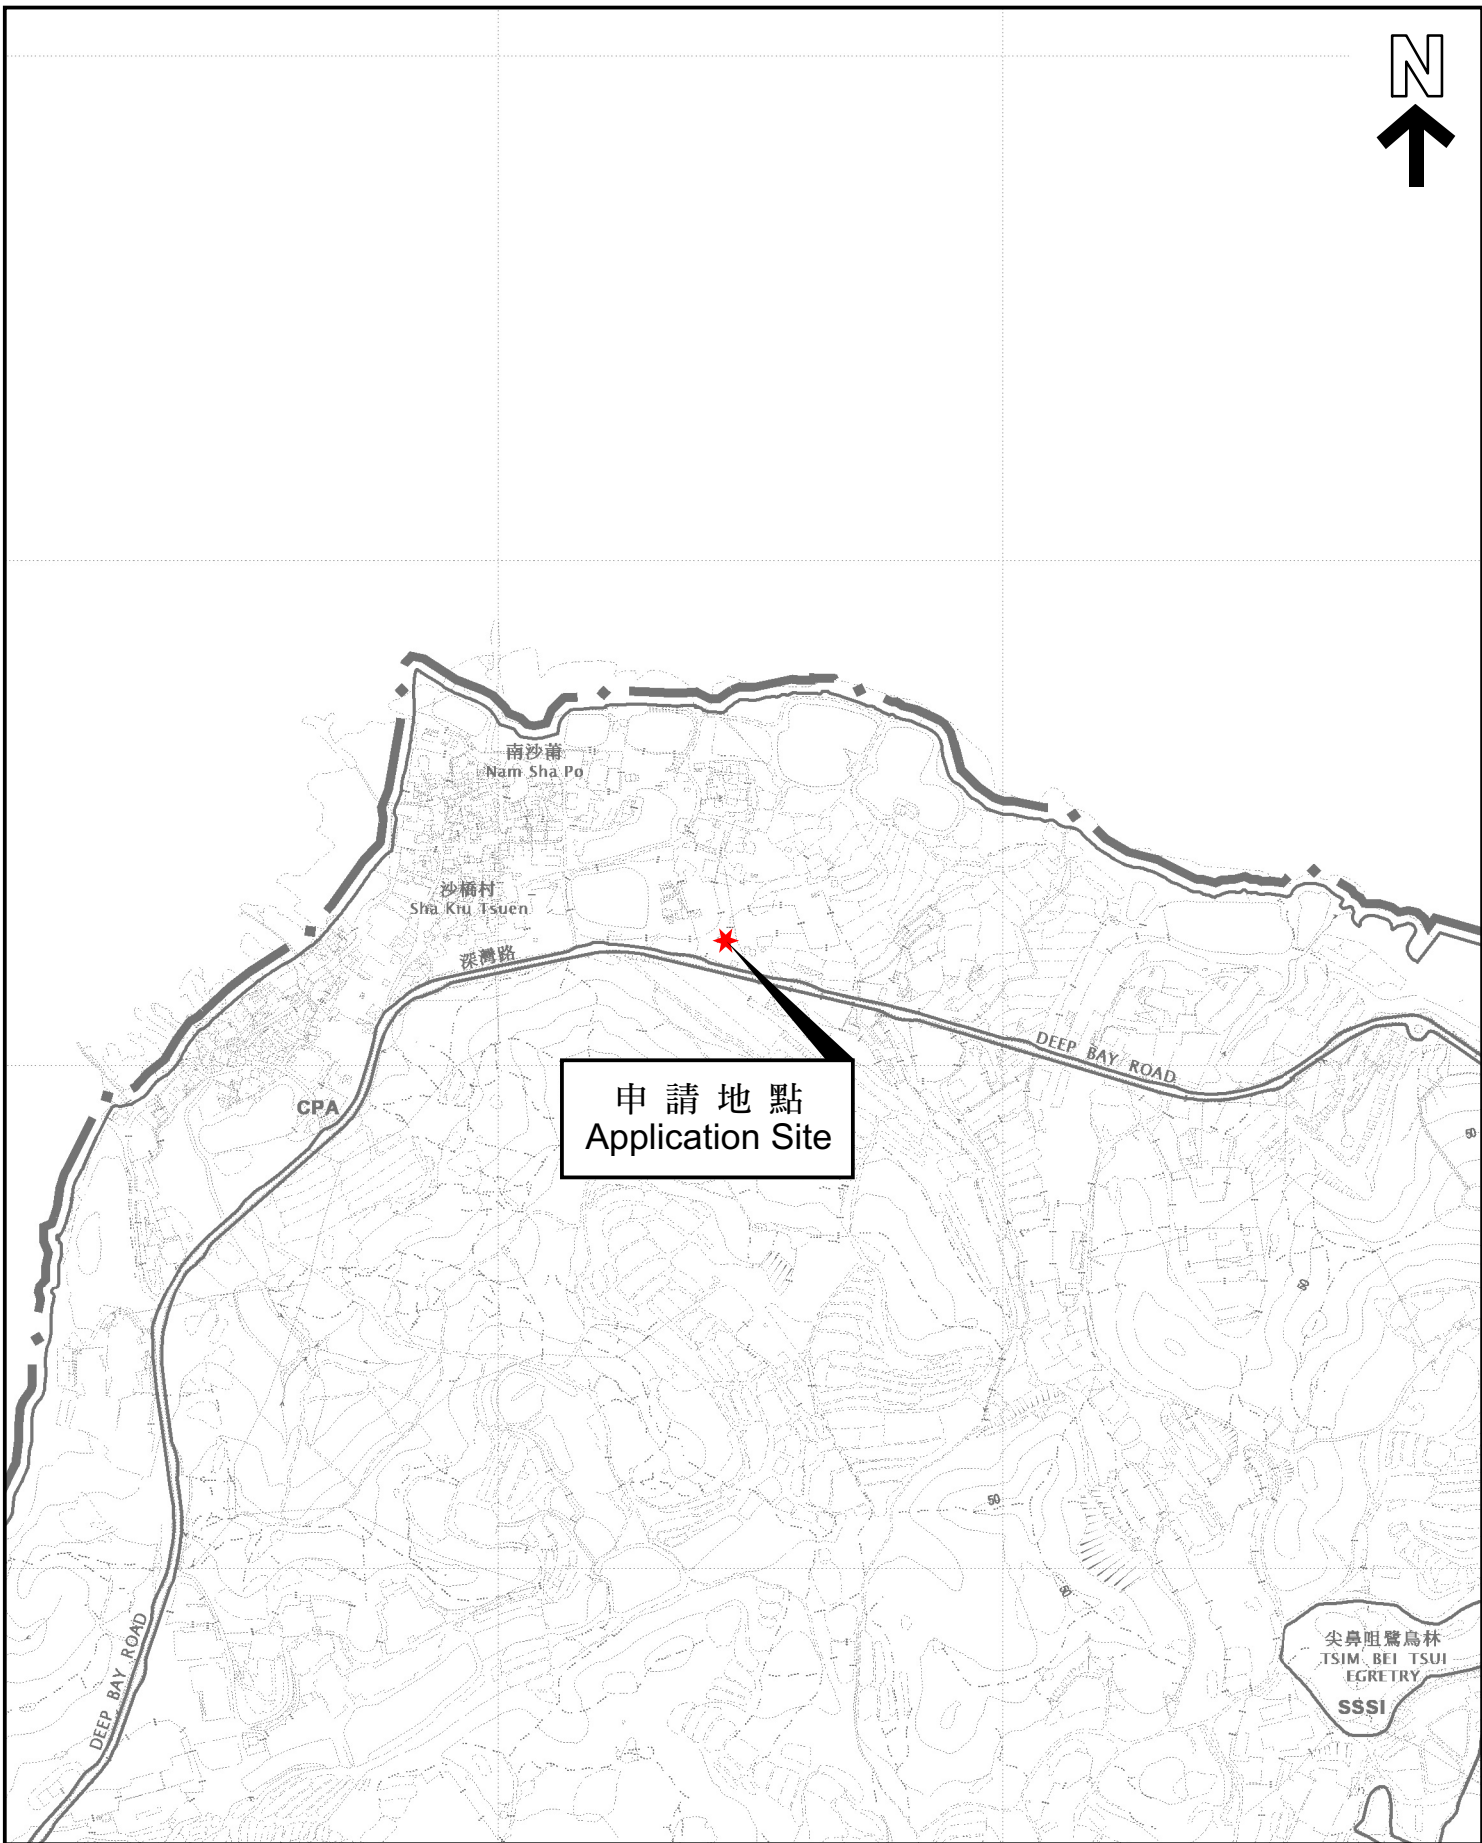 N
南沙莆
Nam Sha Po
沙橋村
Sha Kiu Tsuen
深灣路
DEEP BAY ROAD
CPA
申請地點
Application Site
50
50
50
50
尖鼻咀鷺鳥林
TSIM BEI TSUI
EGRETRY
SSSI
DEEP BAY ROAD